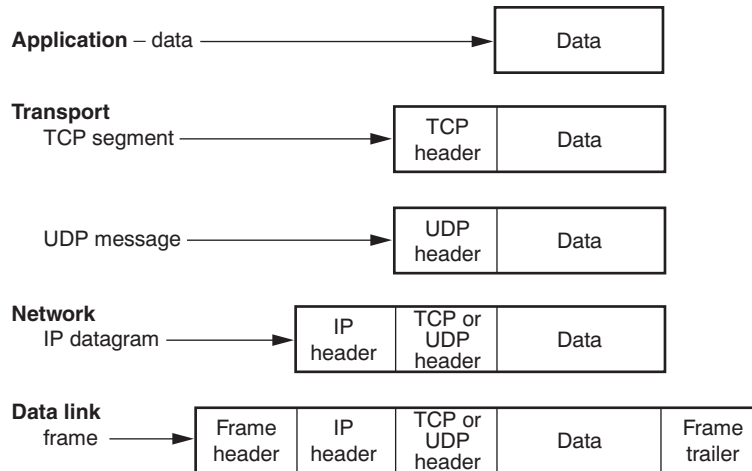 Application – data
Data
Transport
TCP segment
TCP
header
Data
UDP message
UDP
header
Data
Network
IP datagram
IP
header
TCP or
UDP
header
Data
Data link
frame
Frame
header
IP
header
TCP or
UDP
header
Data
Frame
trailer